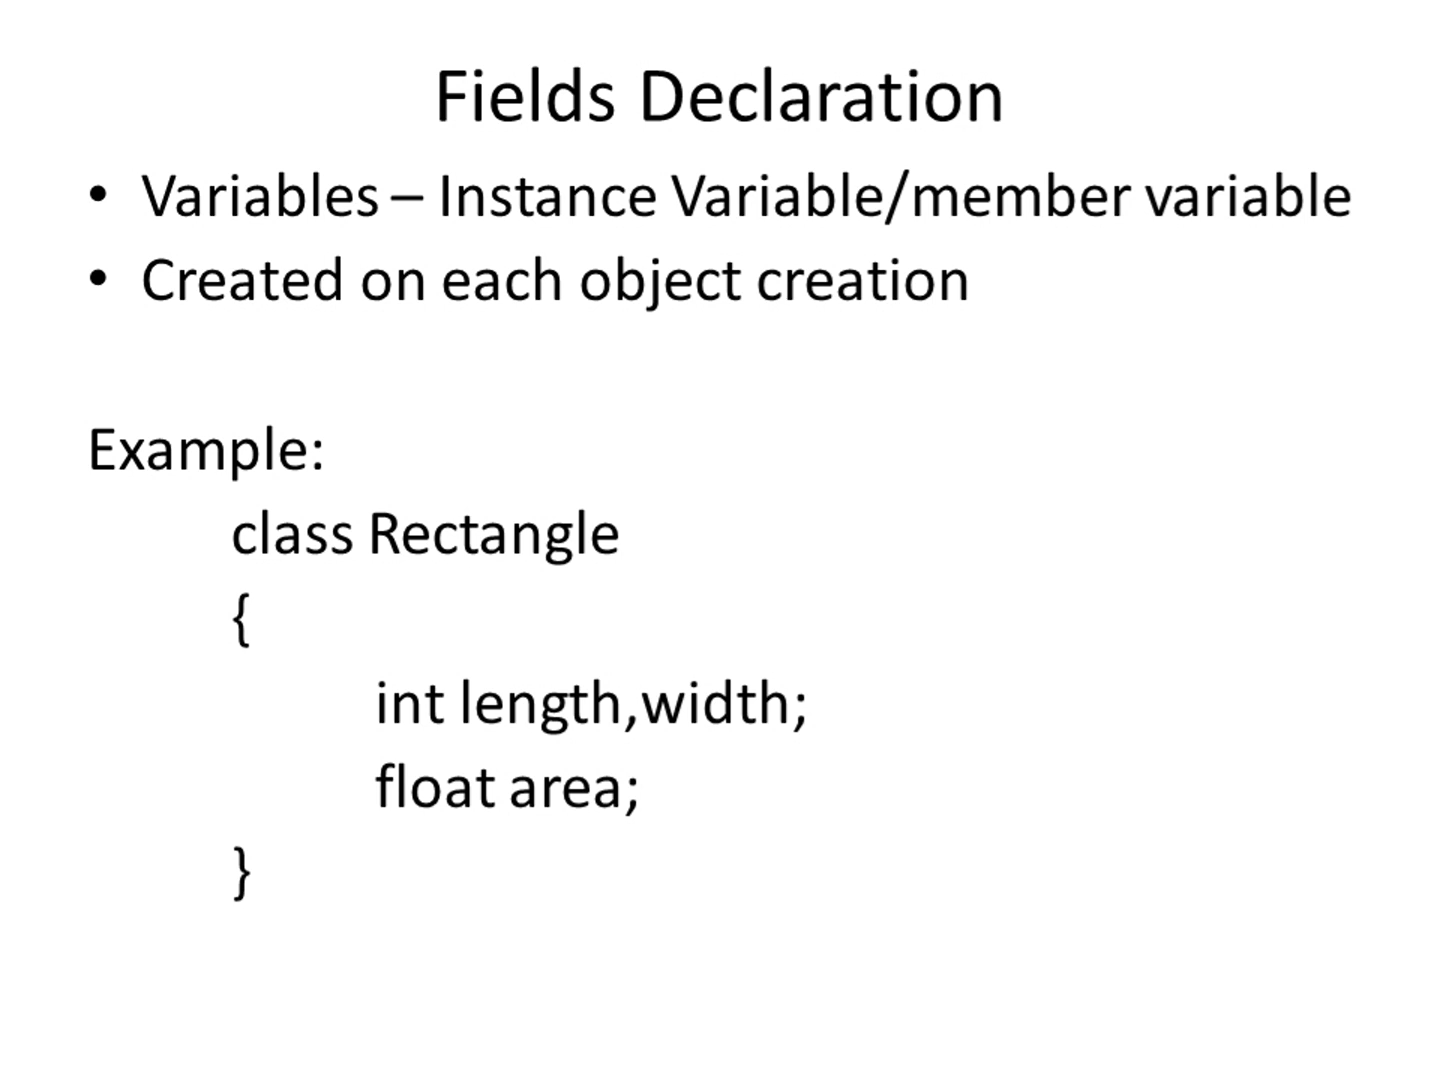 Fields Declaration
• Variables – Instance Variable/member variable
• Created on each object creation
Example:
class Rectangle
{
int length,width;
float area;
}